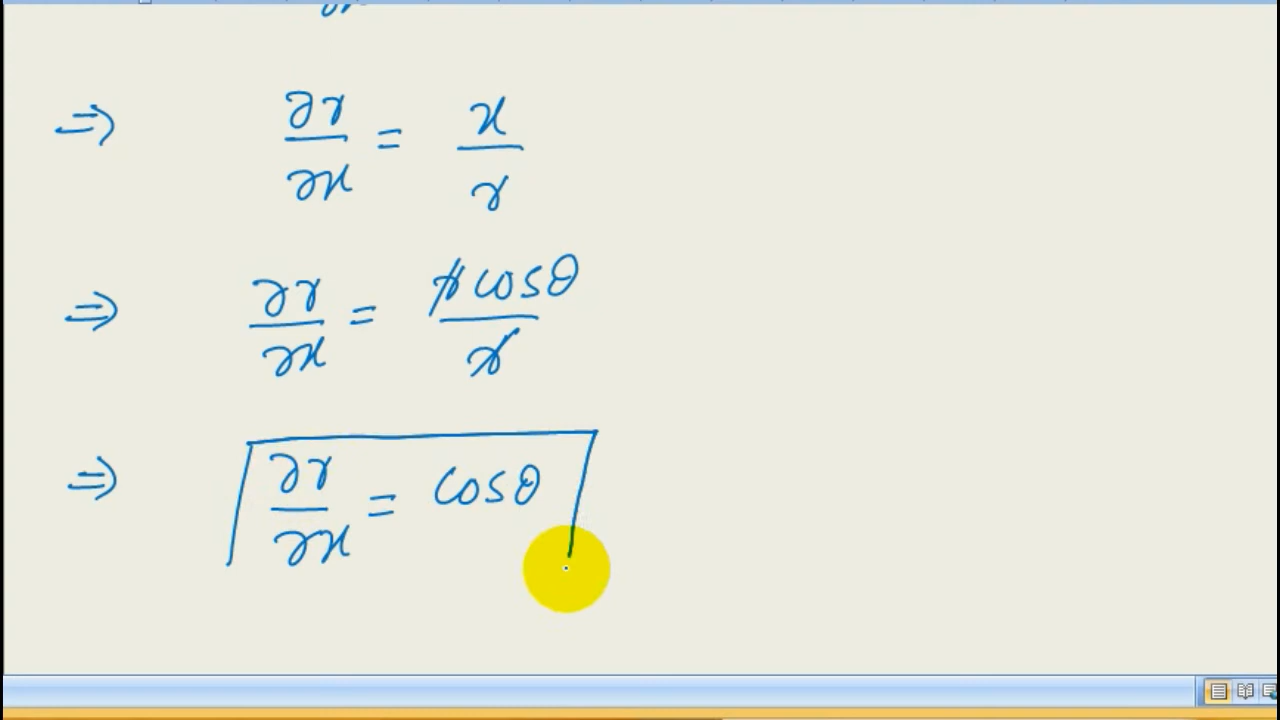 ⇒ ∂r/∂x = x/r
⇒ ∂r/∂x = r cosθ/r
⇒ ∂r/∂x = cosθ